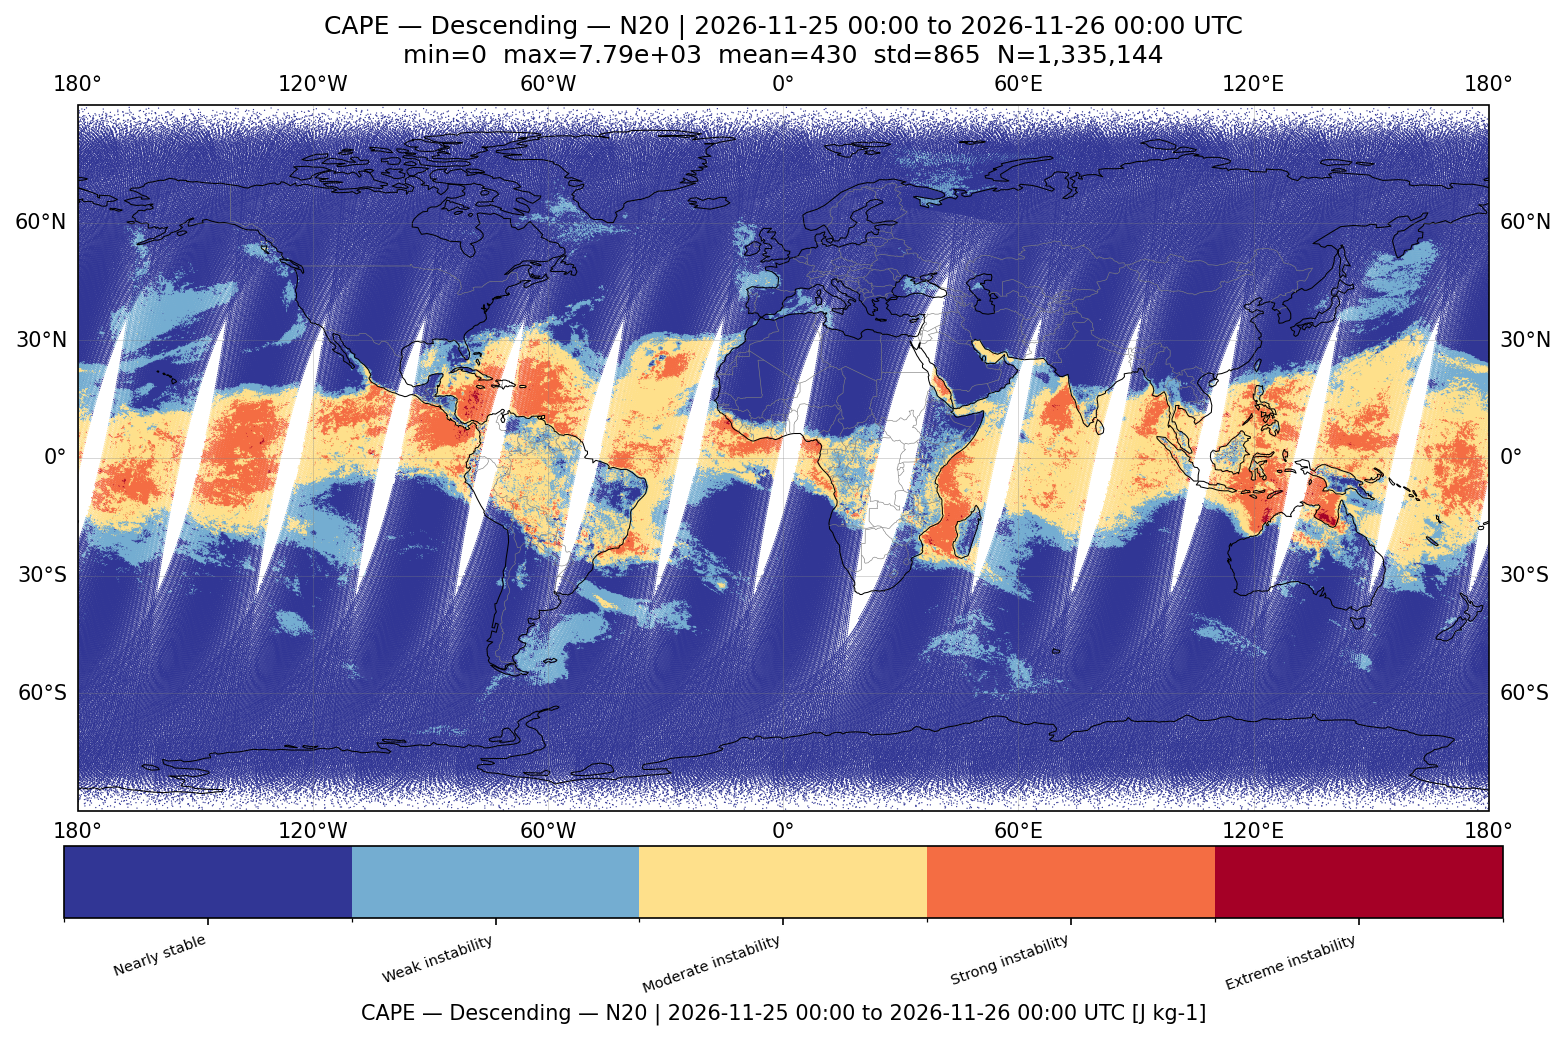 CAPE — Descending — N20 | 2026-11-25 00:00 to 2026-11-26 00:00 UTC
min=0  max=7.79e+03  mean=430  std=865  N=1,335,144
180° 120°W 60°W 0° 60°E 120°E 180°
60°N 60°N
30°N 30°N
0° 0°
30°S 30°S
60°S 60°S
180° 120°W 60°W 0° 60°E 120°E 180°
Nearly stable
Weak instability
Moderate instability
Strong instability
Extreme instability
CAPE — Descending — N20 | 2026-11-25 00:00 to 2026-11-26 00:00 UTC [J kg-1]